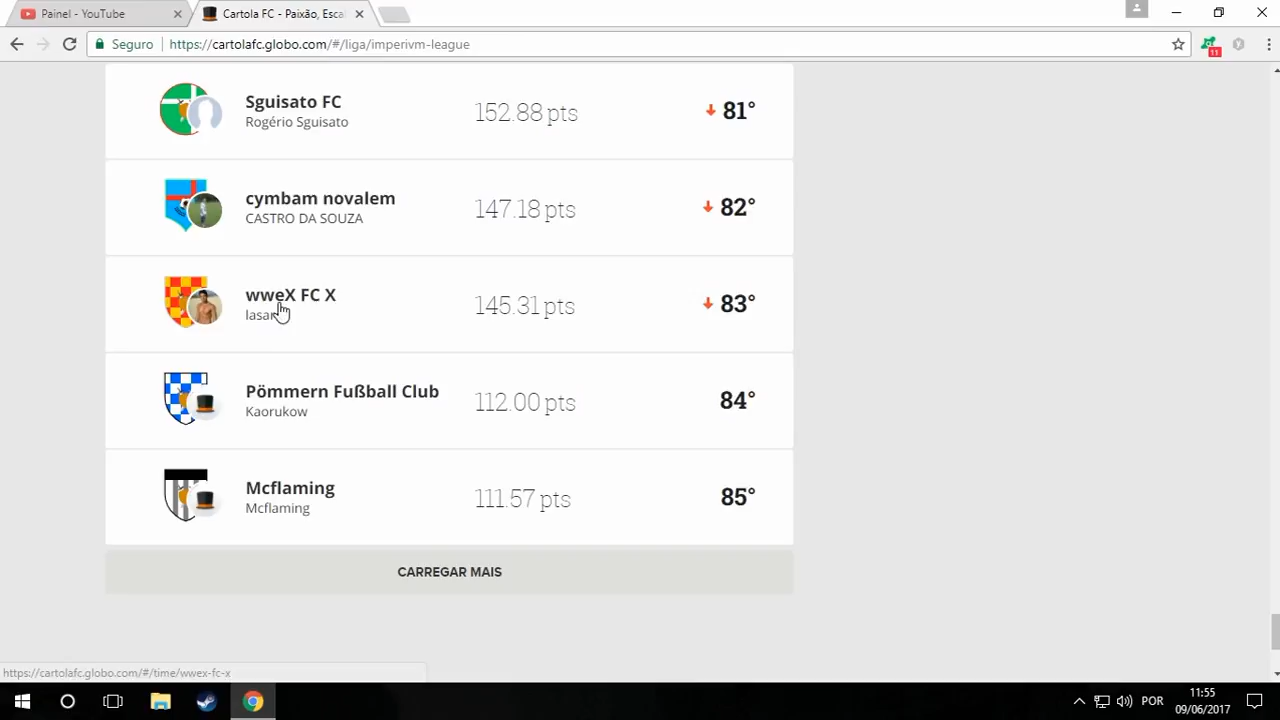 Painel - YouTube
Cartola FC - Paixão, Esca
Seguro
https://cartolafc.globo.com/#/liga/imperivm-league
11
Sguisato FC
152.88 pts
81°
Rogério Sguisato
cymbam novalem
147.18 pts
82°
CASTRO DA SOUZA
wweX FC X
145.31 pts
83°
Pömmern Fußball Club
112.00 pts
84°
Kaorukow
Mcflaming
111.57 pts
85°
Mcflaming
CARREGAR MAIS
https://cartolafc.globo.com/#/time/wwex-fc-x
POR
11:55
09/06/2017